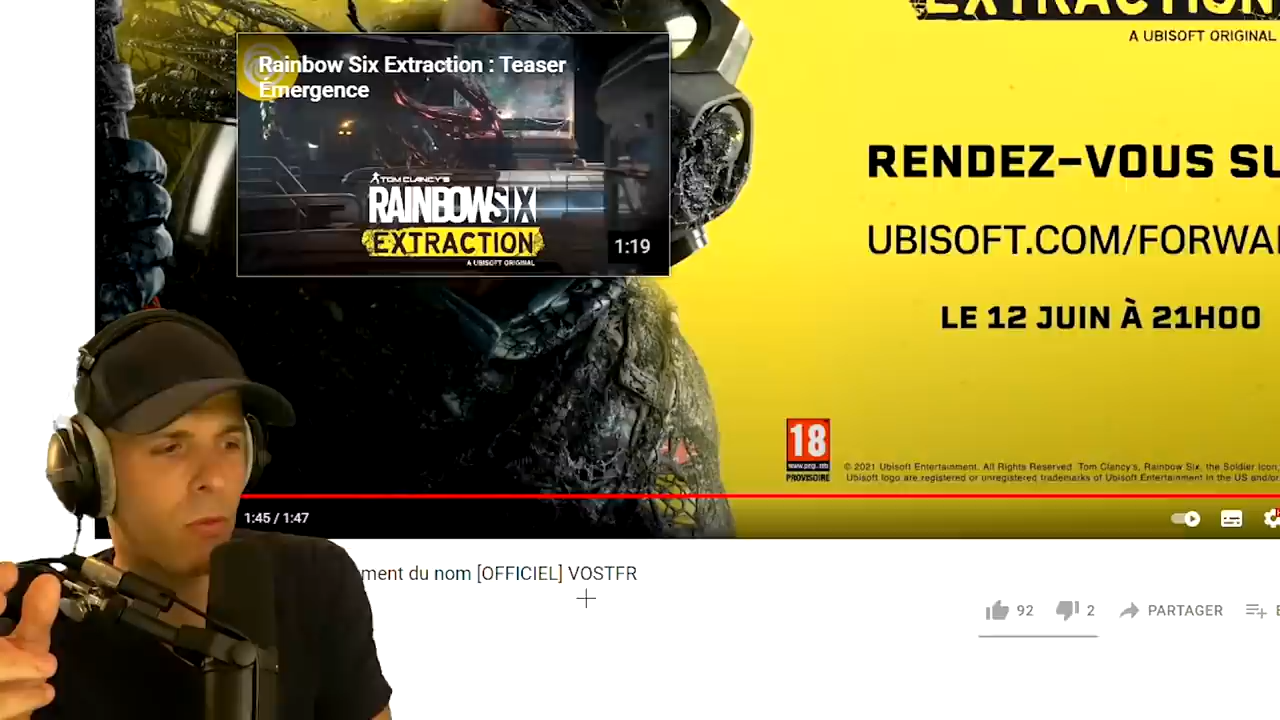 EXTRACTION
A UBISOFT ORIGINAL
Rainbow Six Extraction : Teaser
Emergence
TOM CLANCY'S
RAINBOW SIX
EXTRACTION
A UBISOFT ORIGINAL
1:19
RENDEZ-VOUS SU
UBISOFT.COM/FORWA
LE 12 JUIN À 21H00
18
www.pegi.info
PROVISOIRE
© 2021 Ubisoft Entertainment. All Rights Reserved. Tom Clancy's, Rainbow Six, the Soldier Icon,
Ubisoft logo are registered or unregistered trademarks of Ubisoft Entertainment in the US and/or
1:45 / 1:47
ment du nom [OFFICIEL] VOSTFR
92
2
PARTAGER
E